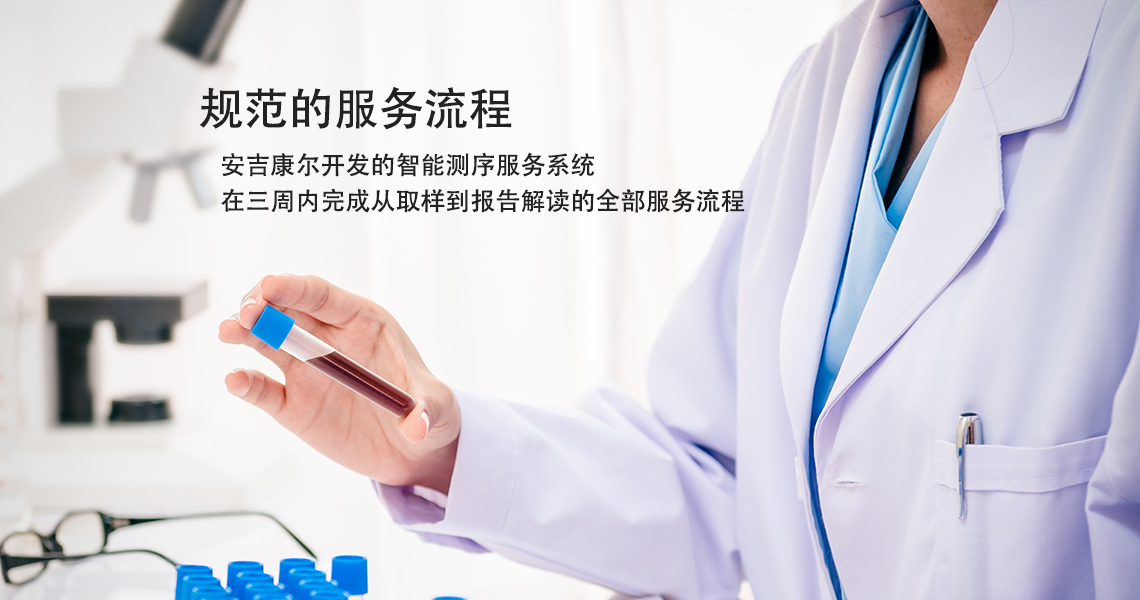 规范的服务流程
安吉康尔开发的智能测序服务系统
在三周内完成从取样到报告解读的全部服务流程